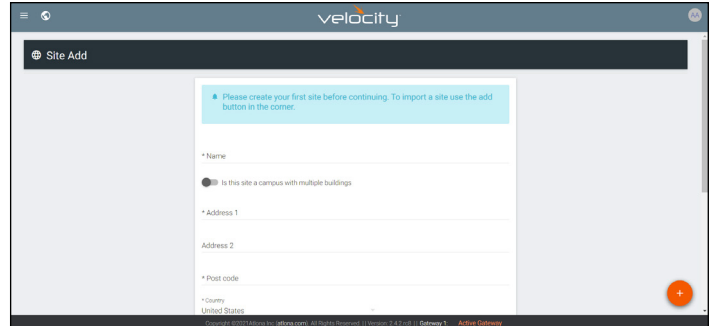 velocity
AA
Site Add
Please create your first site before continuing. To import a site use the add
button in the corner.
* Name
Is this site a campus with multiple buildings
* Address 1
Address 2
* Post code
* Country
United States
Copyright ©2021Atlona Inc (atlona.com). All Rights Reserved. || Version: 2.4.2.rc8. || Gateway 1: Active Gateway